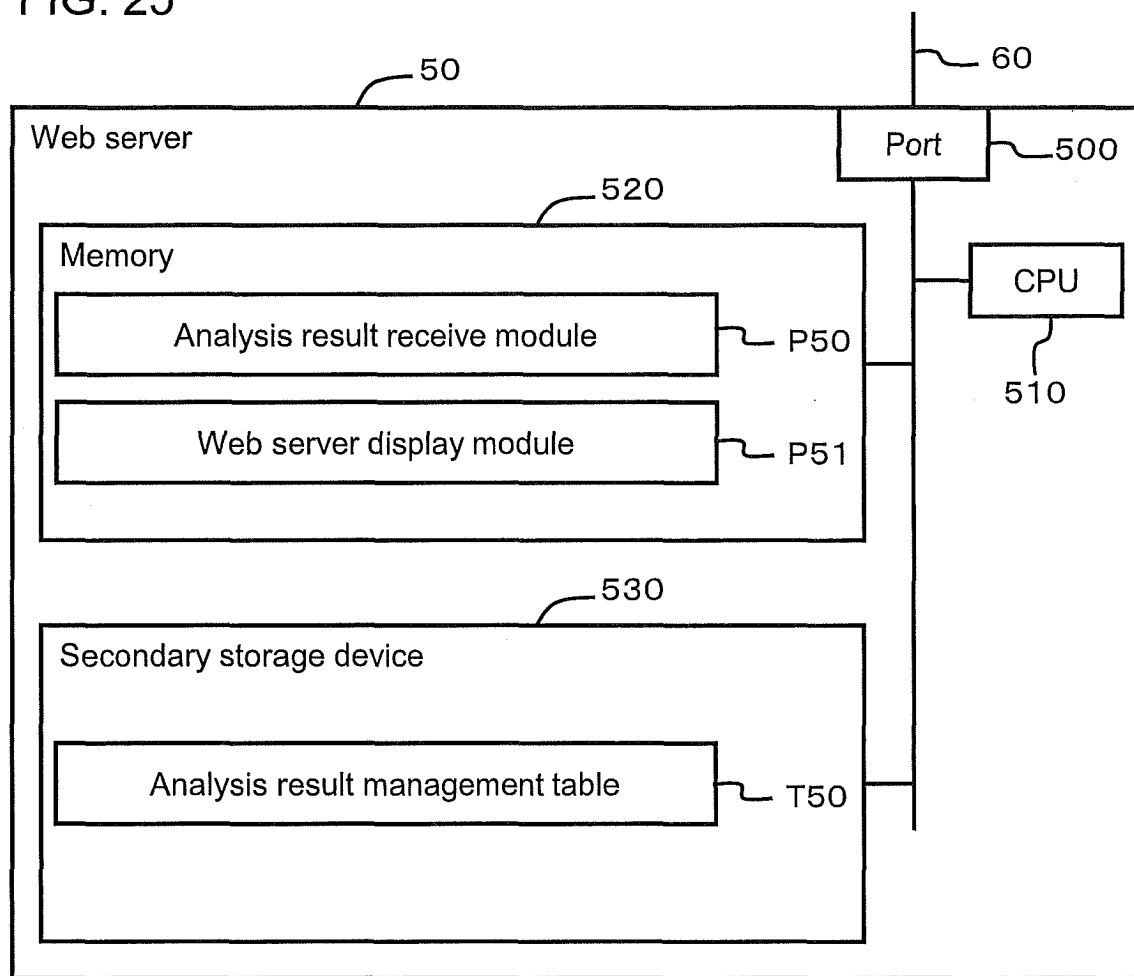 FIG.
50
60
Web server
Port
500
520
Memory
CPU
510
Analysis result receive module
P50
Web server display module
P51
530
Secondary storage device
Analysis result management table
T50